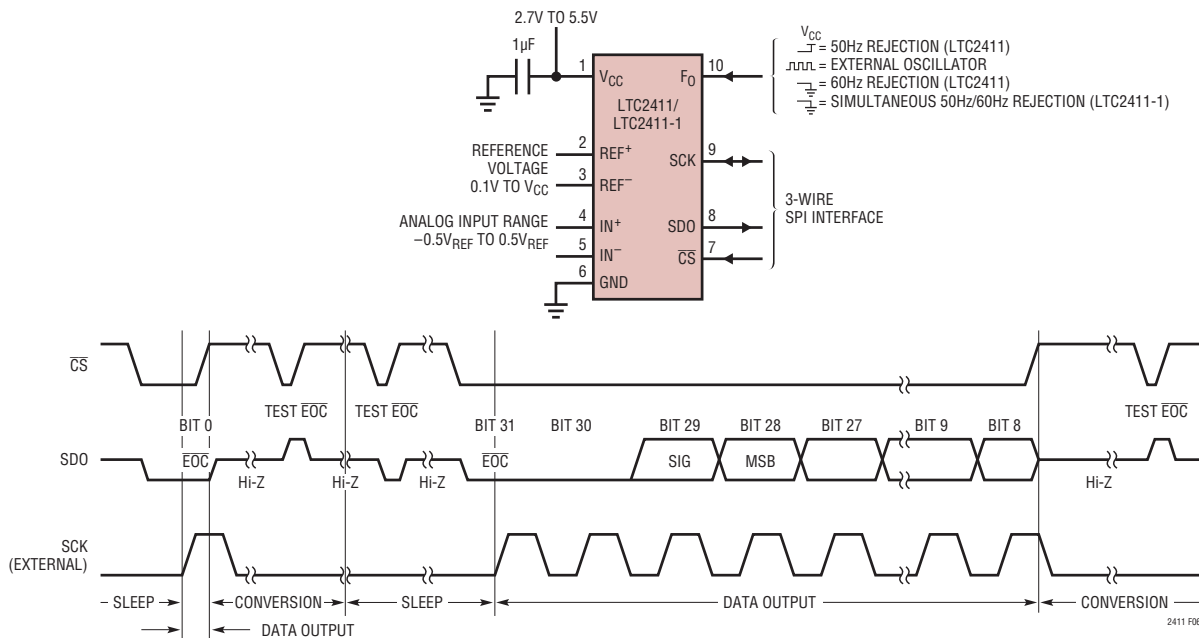 2.7V TO 5.5V
1µF
1
VCC
FO
10
LTC2411/
LTC2411-1
VCC
= 50Hz REJECTION (LTC2411)
= EXTERNAL OSCILLATOR
= 60Hz REJECTION (LTC2411)
= SIMULTANEOUS 50Hz/60Hz REJECTION (LTC2411-1)
REFERENCE
VOLTAGE
0.1V TO VCC
2
REF+
3
REF−
SCK
9
ANALOG INPUT RANGE
−0.5VREF TO 0.5VREF
4
IN+
5
IN−
6
GND
SDO
8
CS
7
3-WIRE
SPI INTERFACE
CS
TEST EOC
TEST EOC
TEST EOC
BIT 0
BIT 31
BIT 30
BIT 29
BIT 28
BIT 27
BIT 9
BIT 8
SDO
EOC
EOC
SIG
MSB
Hi-Z
Hi-Z
Hi-Z
Hi-Z
SCK
(EXTERNAL)
SLEEP
CONVERSION
SLEEP
DATA OUTPUT
CONVERSION
DATA OUTPUT
2411 F06